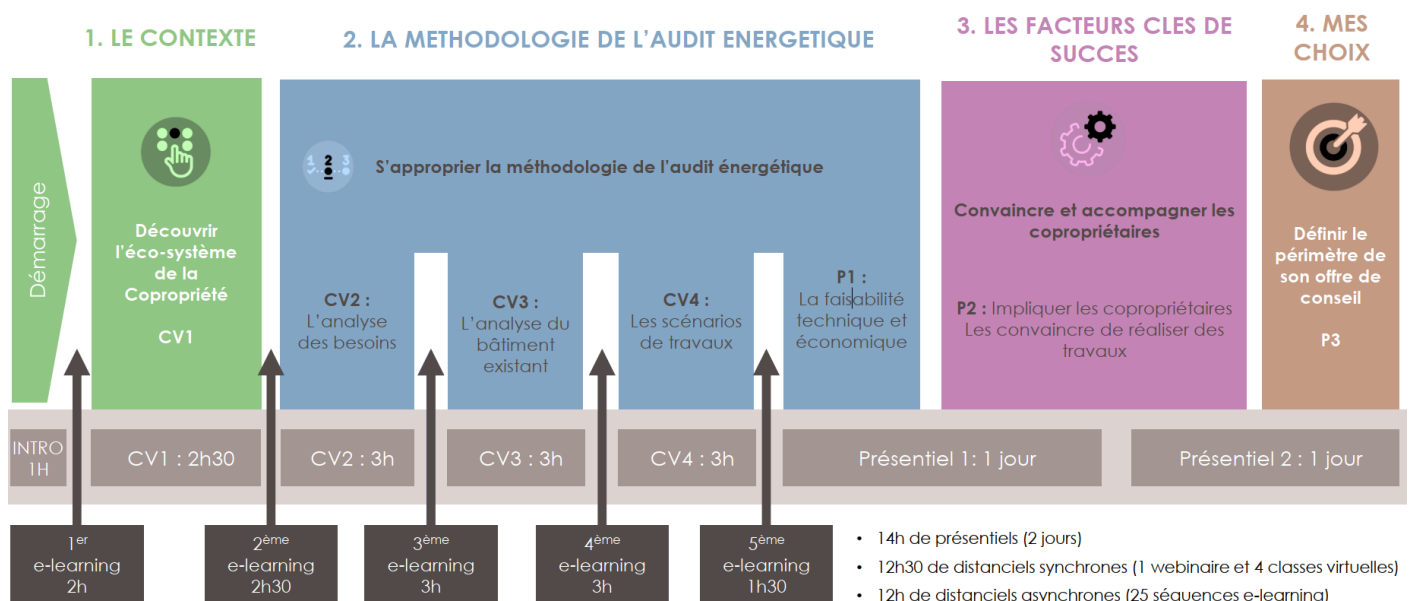 1. LE CONTEXTE
2. LA METHODOLOGIE DE L'AUDIT ENERGETIQUE
3. LES FACTEURS CLES DE
SUCCES
4. MES
CHOIX
Démarrage
Découvrir
l'éco-système
de la
Copropriété
CV1
1 2 3
S'approprier la méthodologie de l'audit énergétique
CV2 :
L'analyse
des besoins
CV3 :
L'analyse du
bâtiment
existant
CV4 :
Les scénarios
de travaux
P1 :
La faisabilité
technique et
économique
Convaincre et accompagner les
copropriétaires
P2 : Impliquer les copropriétaires
Les convaincre de réaliser des
travaux
Définir le
périmètre de
son offre de
conseil
P3
INTRO
1H
CV1 : 2h30
CV2 : 3h
CV3 : 3h
CV4 : 3h
Présentiel 1: 1 jour
Présentiel 2 : 1 jour
1er
e-learning
2h
2ème
e-learning
2h30
3ème
e-learning
3h
4ème
e-learning
3h
5ème
e-learning
1h30
• 14h de présentiels (2 jours)
• 12h30 de distanciels synchrones (1 webinaire et 4 classes virtuelles)
• 12h de distanciels asynchrones (25 séquences e-learning)